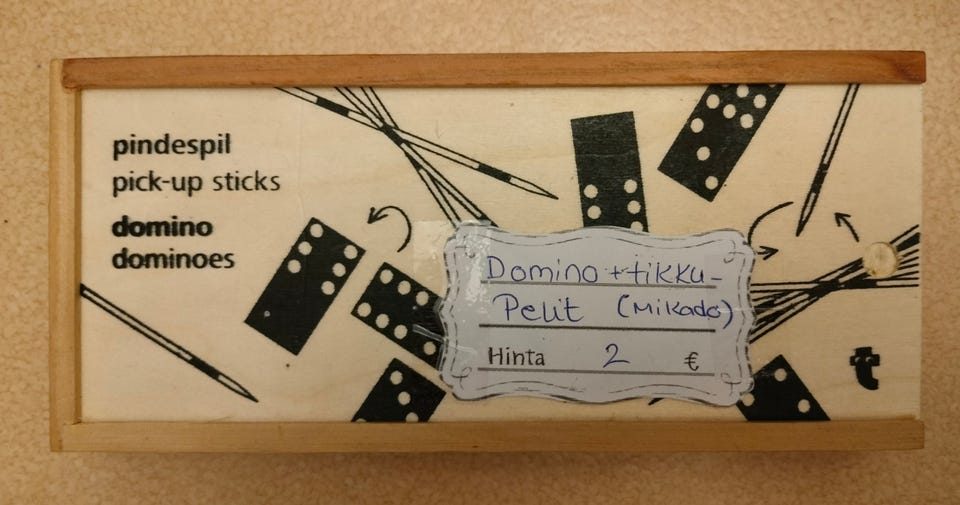 pindespil
pick-up sticks
domino
dominoes
Domino + tikku-
Pelit (Mikado)
Hinta 2 €
t